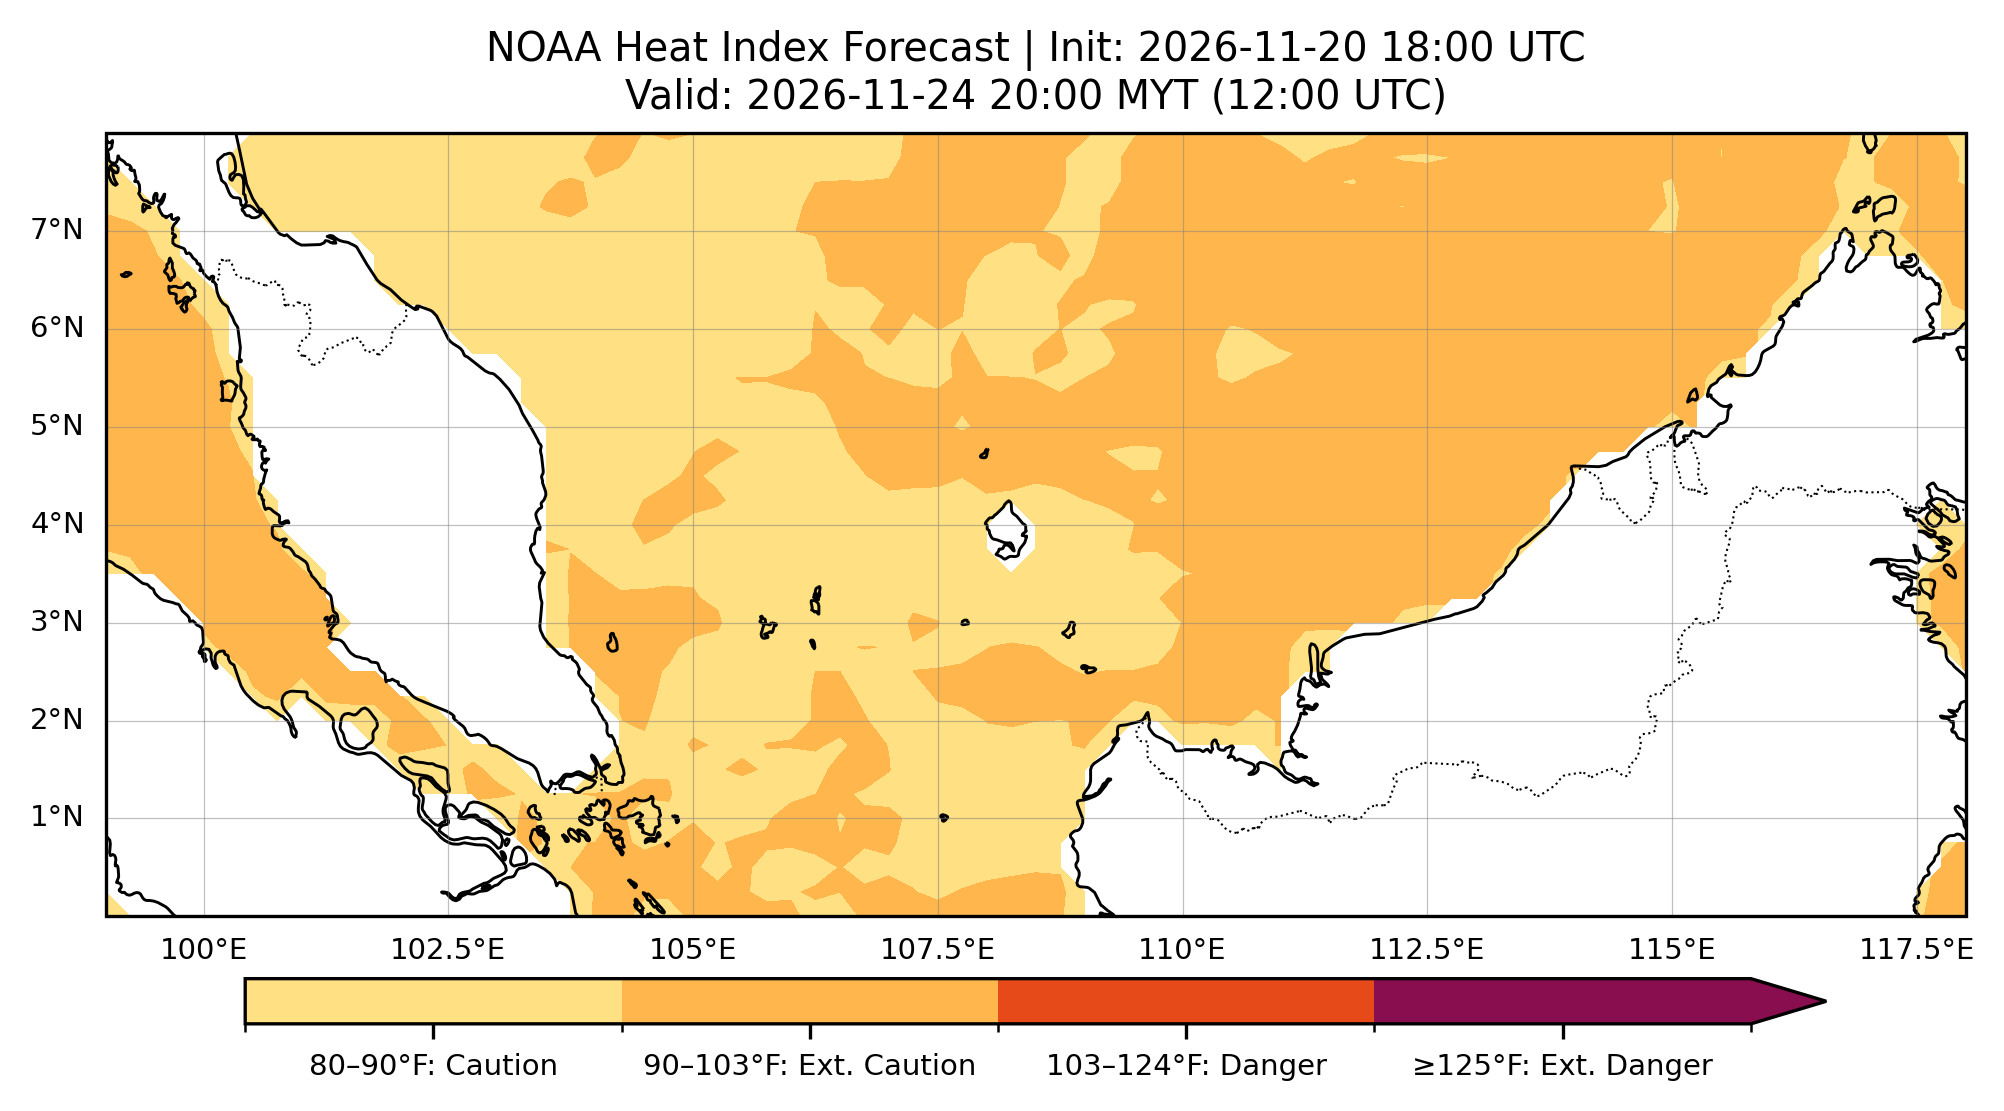 NOAA Heat Index Forecast | Init: 2026-11-20 18:00 UTC
Valid: 2026-11-24 20:00 MYT (12:00 UTC)
7°N
6°N
5°N
4°N
3°N
2°N
1°N
100°E
102.5°E
105°E
107.5°E
110°E
112.5°E
115°E
117.5°E
80–90°F: Caution
90–103°F: Ext. Caution
103–124°F: Danger
≥125°F: Ext. Danger